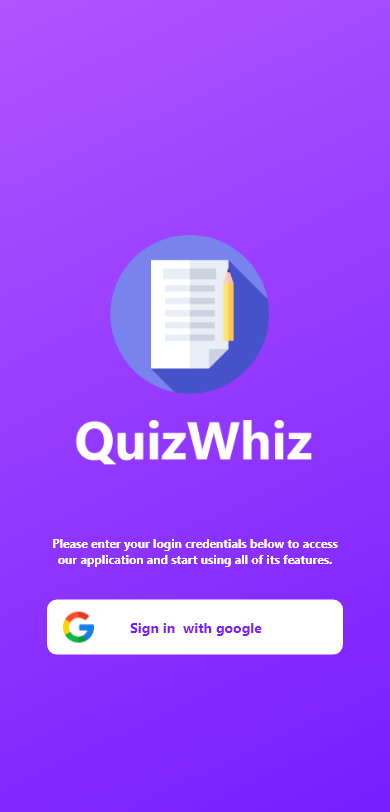 QuizWhiz
Please enter your login credentials below to access
our application and start using all of its features.
Sign in  with google